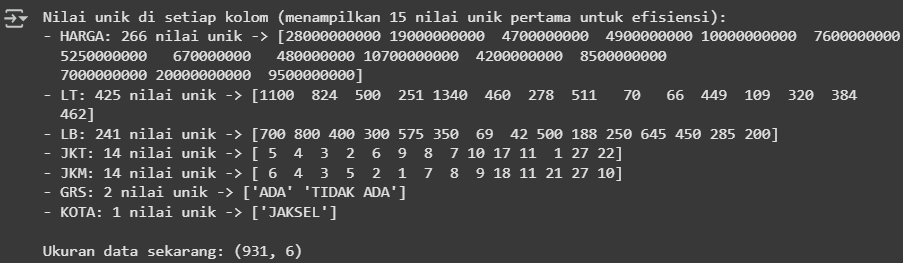 Nilai unik di setiap kolom (menampilkan 15 nilai unik pertama untuk efisiensi):
- HARGA: 266 nilai unik -> [28000000000 19000000000  4700000000  4900000000 10000000000  7600000000
  5250000000   670000000   480000000 10700000000  4200000000  8500000000
  7000000000 20000000000  9500000000]
- LT: 425 nilai unik -> [1100  824  500  251 1340  460  278  511   70   66  449  109  320  384
  462]
- LB: 241 nilai unik -> [700 800 400 300 575 350  69  42 500 188 250 645 450 285 200]
- JKT: 14 nilai unik -> [ 5  4  3  2  6  9  8  7 10 17 11  1 27 22]
- JKM: 14 nilai unik -> [ 6  4  3  5  2  1  7  8  9 18 11 21 27 10]
- GRS: 2 nilai unik -> ['ADA' 'TIDAK ADA']
- KOTA: 1 nilai unik -> ['JAKSEL']

Ukuran data sekarang: (931, 6)